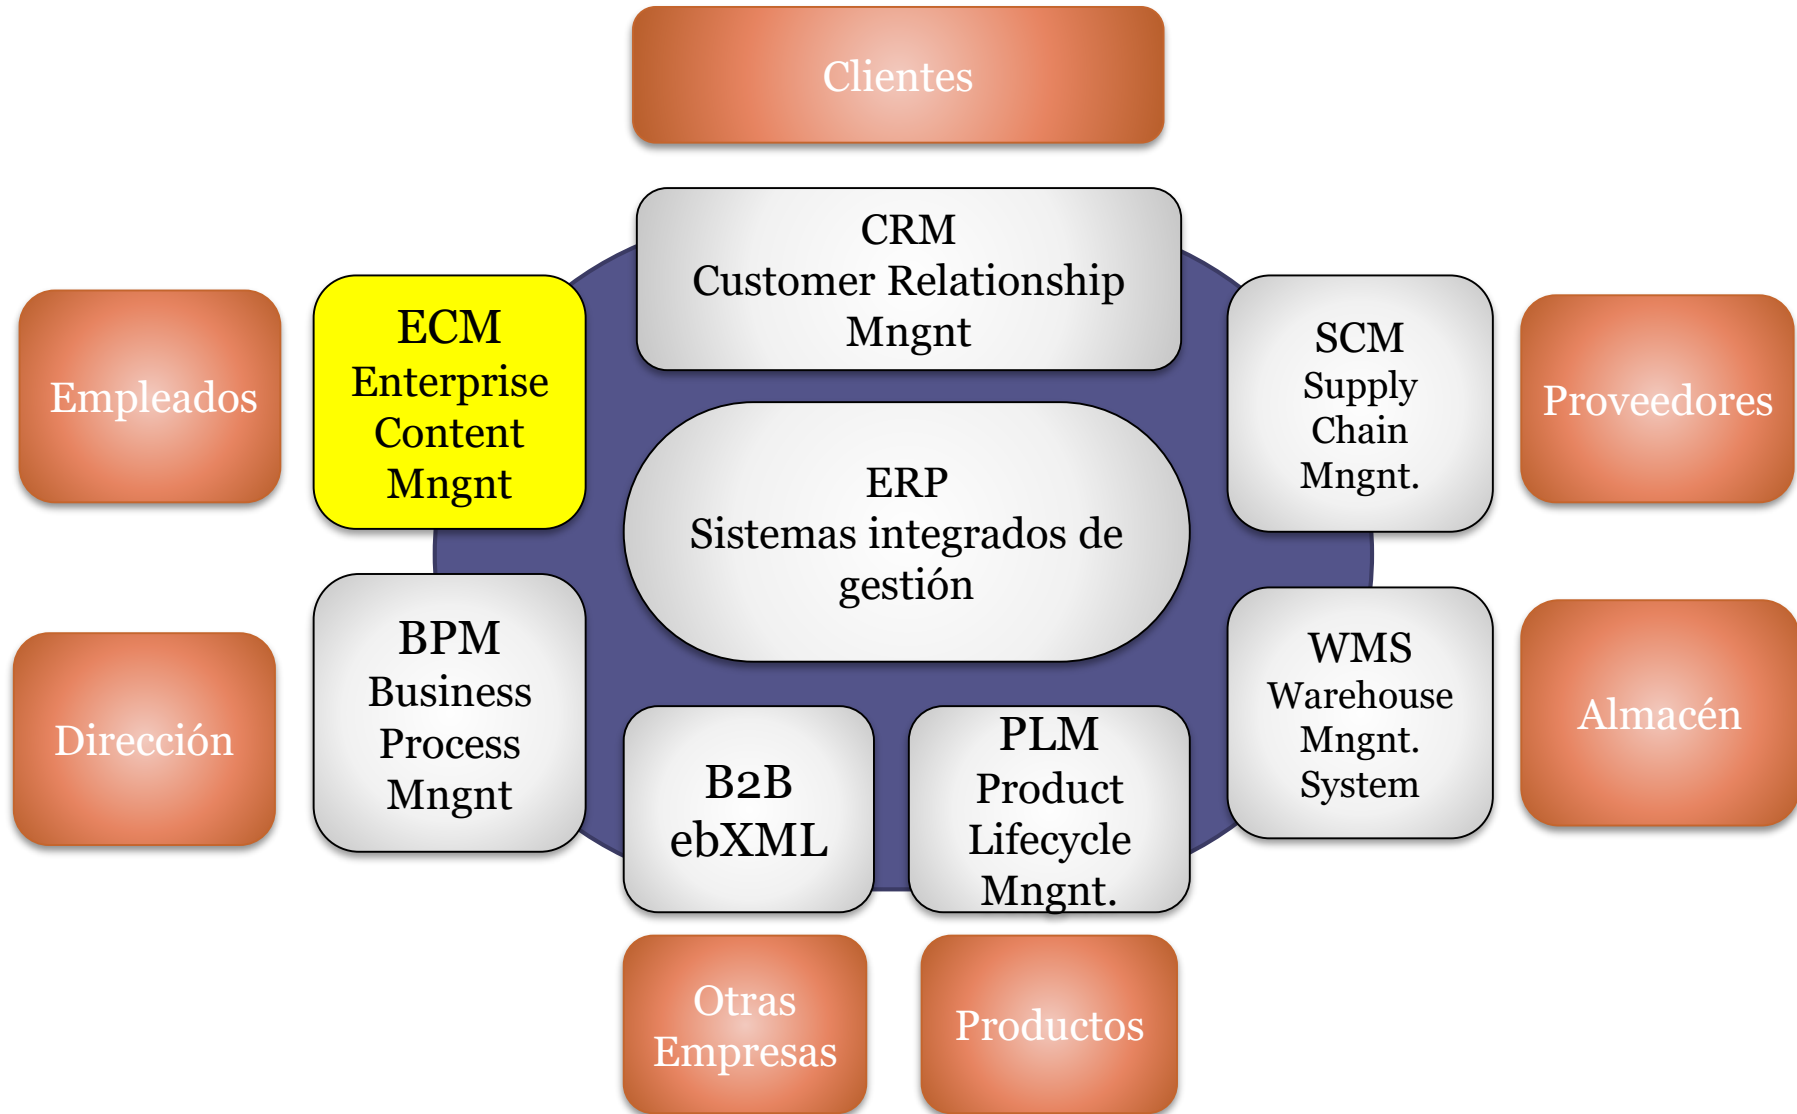 Clientes
CRM
Customer Relationship
Mngnt
ECM
Enterprise
Content
Mngnt
Empleados
SCM
Supply
Chain
Mngnt.
Proveedores
ERP
Sistemas integrados de
gestión
BPM
Business
Process
Mngnt
Dirección
WMS
Warehouse
Mngnt.
System
Almacén
B2B
ebXML
PLM
Product
Lifecycle
Mngnt.
Otras
Empresas
Productos